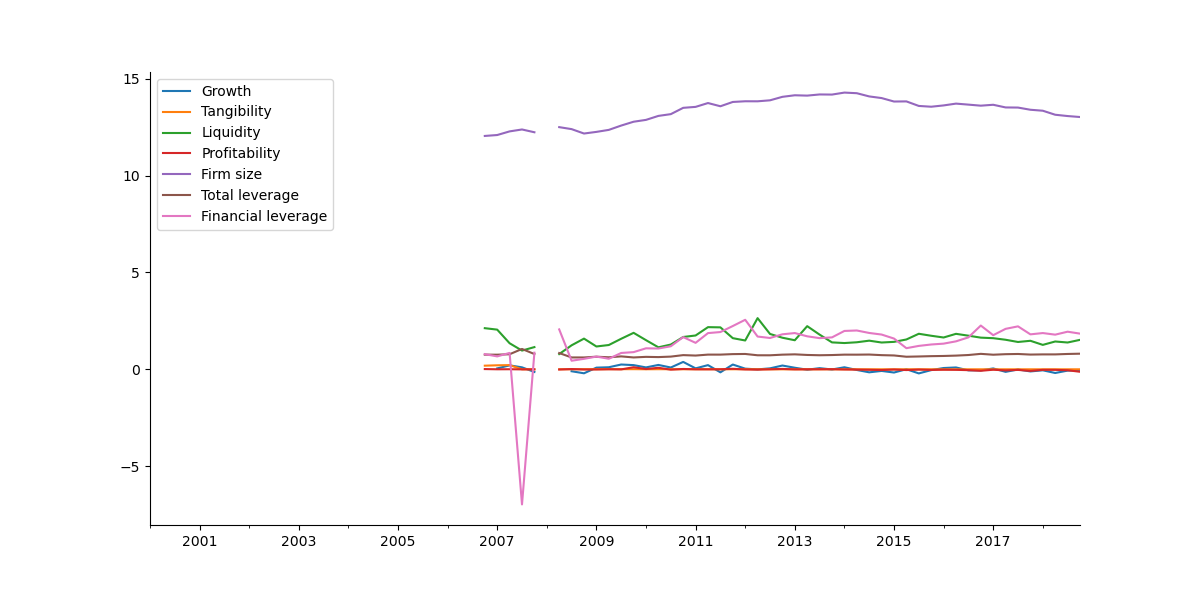 15
10
5
0
−5
Growth
Tangibility
Liquidity
Profitability
Firm size
Total leverage
Financial leverage
2001 2003 2005 2007 2009 2011 2013 2015 2017